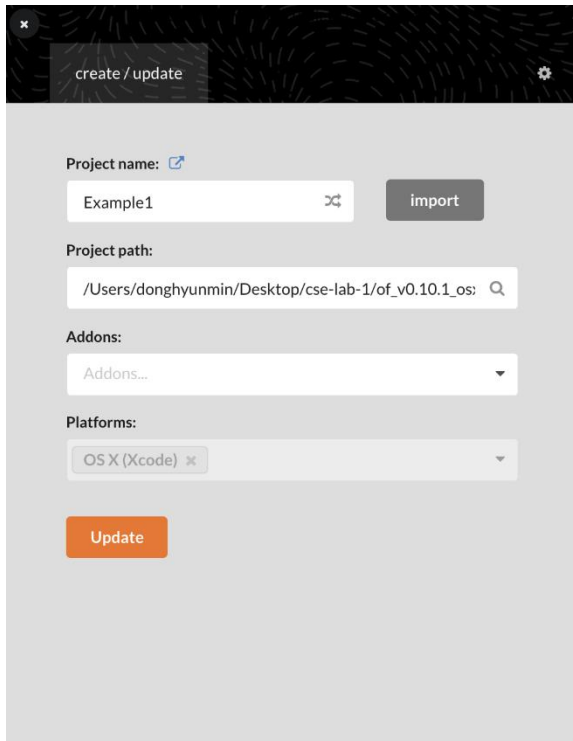 create / update
Project name:
Example1
import
Project path:
/Users/donghyunmin/Desktop/cse-lab-1/of_v0.10.1_os
Addons:
Addons...
Platforms:
OS X (Xcode)
Update